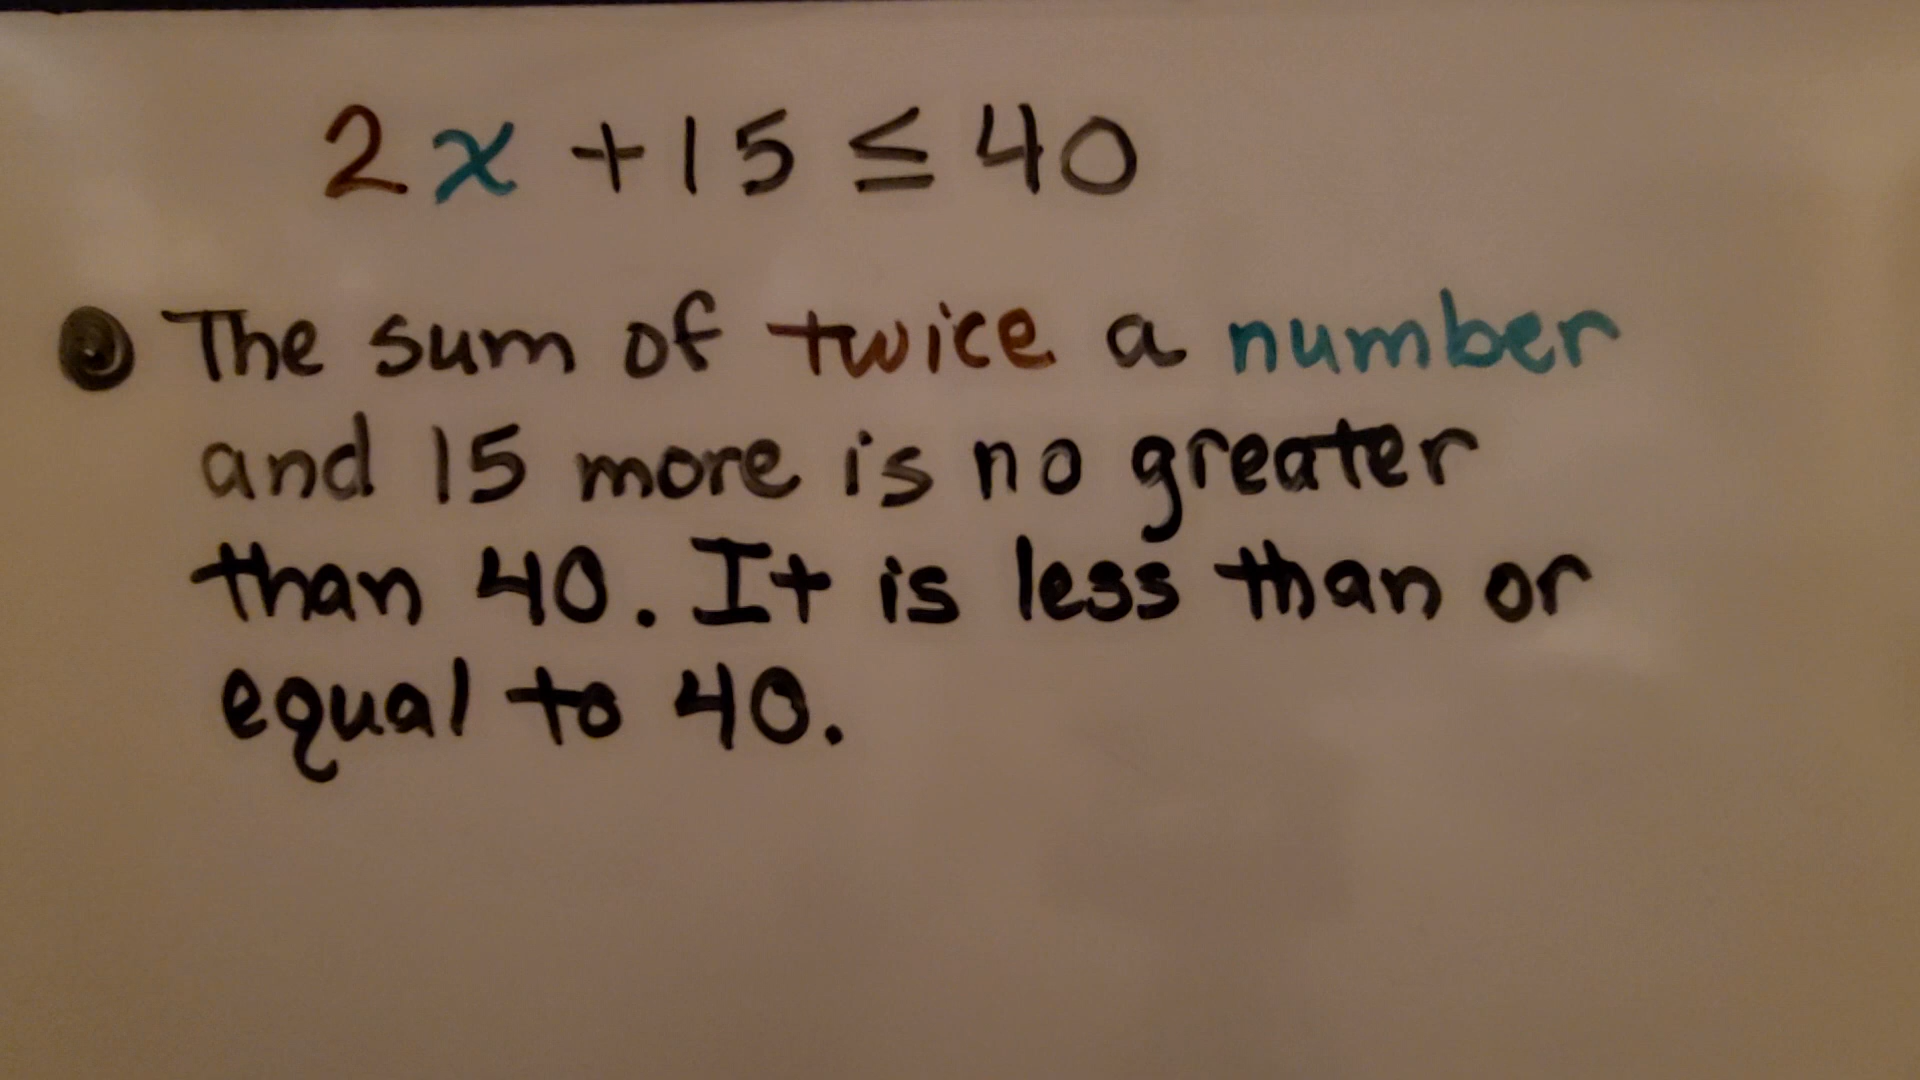 2x + 15 ≤ 40
The sum of twice a number
and 15 more is no greater
than 40. It is less than or
equal to 40.